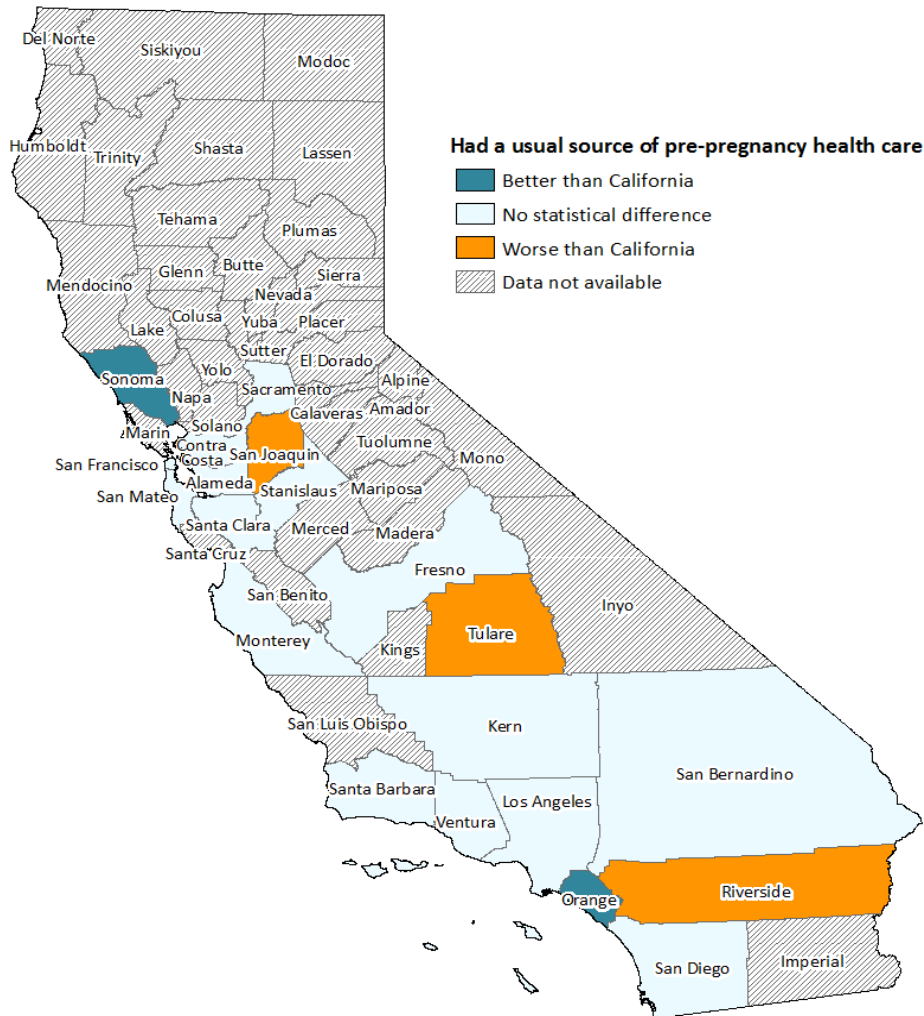 Del Norte
Siskiyou
Modoc
Humboldt
Trinity
Shasta
Lassen
Had a usual source of pre-pregnancy health care
Better than California
No statistical difference
Worse than California
Data not available
Tehama
Plumas
Mendocino
Glenn
Butte
Sierra
Nevada
Lake
Colusa
Yuba
Placer
Sutter
El Dorado
Sonoma
Yolo
Napa
Sacramento
Alpine
Amador
Calaveras
Solano
Marin
Contra
Costa
San Joaquin
Tuolumne
Mono
San Francisco
Alameda
Stanislaus
Mariposa
San Mateo
Santa Clara
Merced
Madera
Santa Cruz
Fresno
San Benito
Inyo
Monterey
Kings
Tulare
San Luis Obispo
Kern
San Bernardino
Santa Barbara
Los Angeles
Ventura
Orange
Riverside
San Diego
Imperial